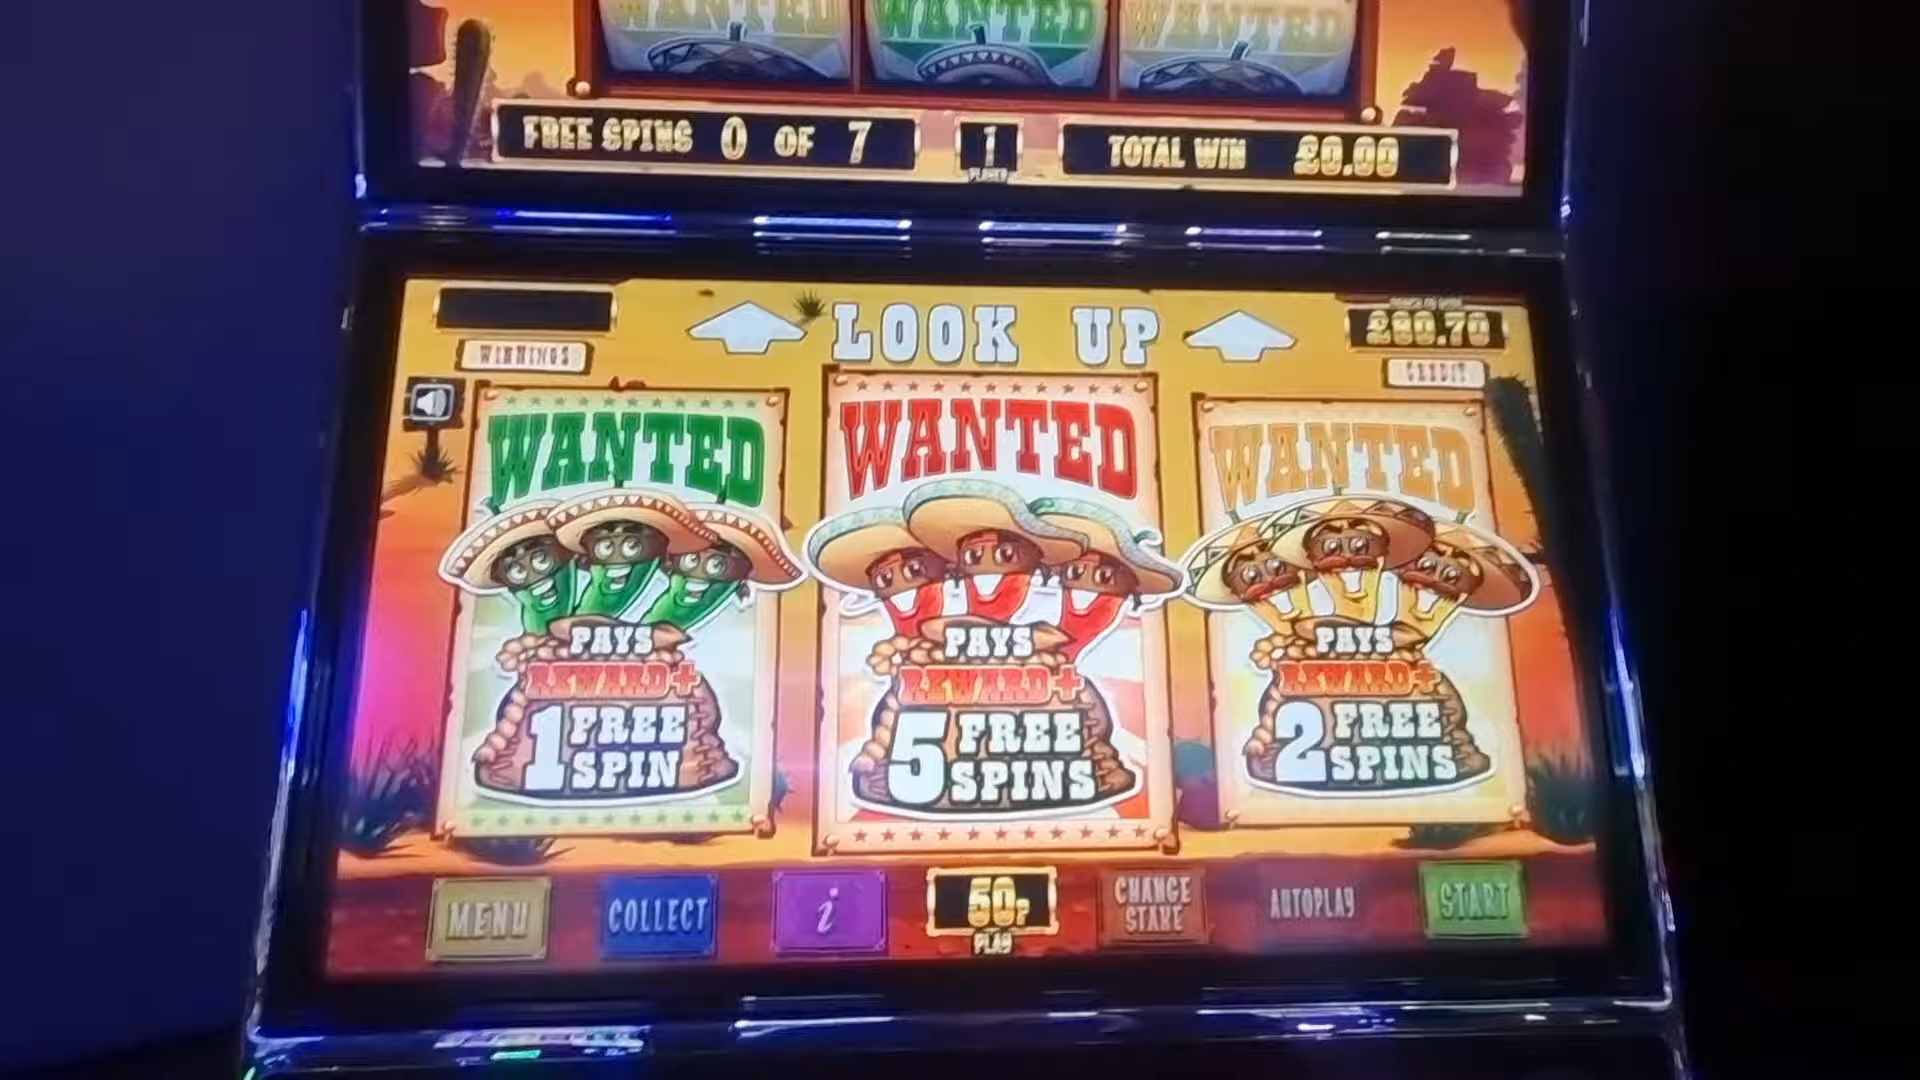 WANTED WANTED WANTED
FREE SPINS 0 OF 7
1
PLAYER
TOTAL WIN £0.00
LOOK UP
£80.70
WINNINGS
CREDIT
WANTED
PAYS
REWARD+
1 FREE
SPIN
WANTED
PAYS
REWARD+
5 FREE
SPINS
WANTED
PAYS
REWARD+
2 FREE
SPINS
MENU
COLLECT
i
50P
PLAY
CHANGE
STAKE
AUTOPLAY
START